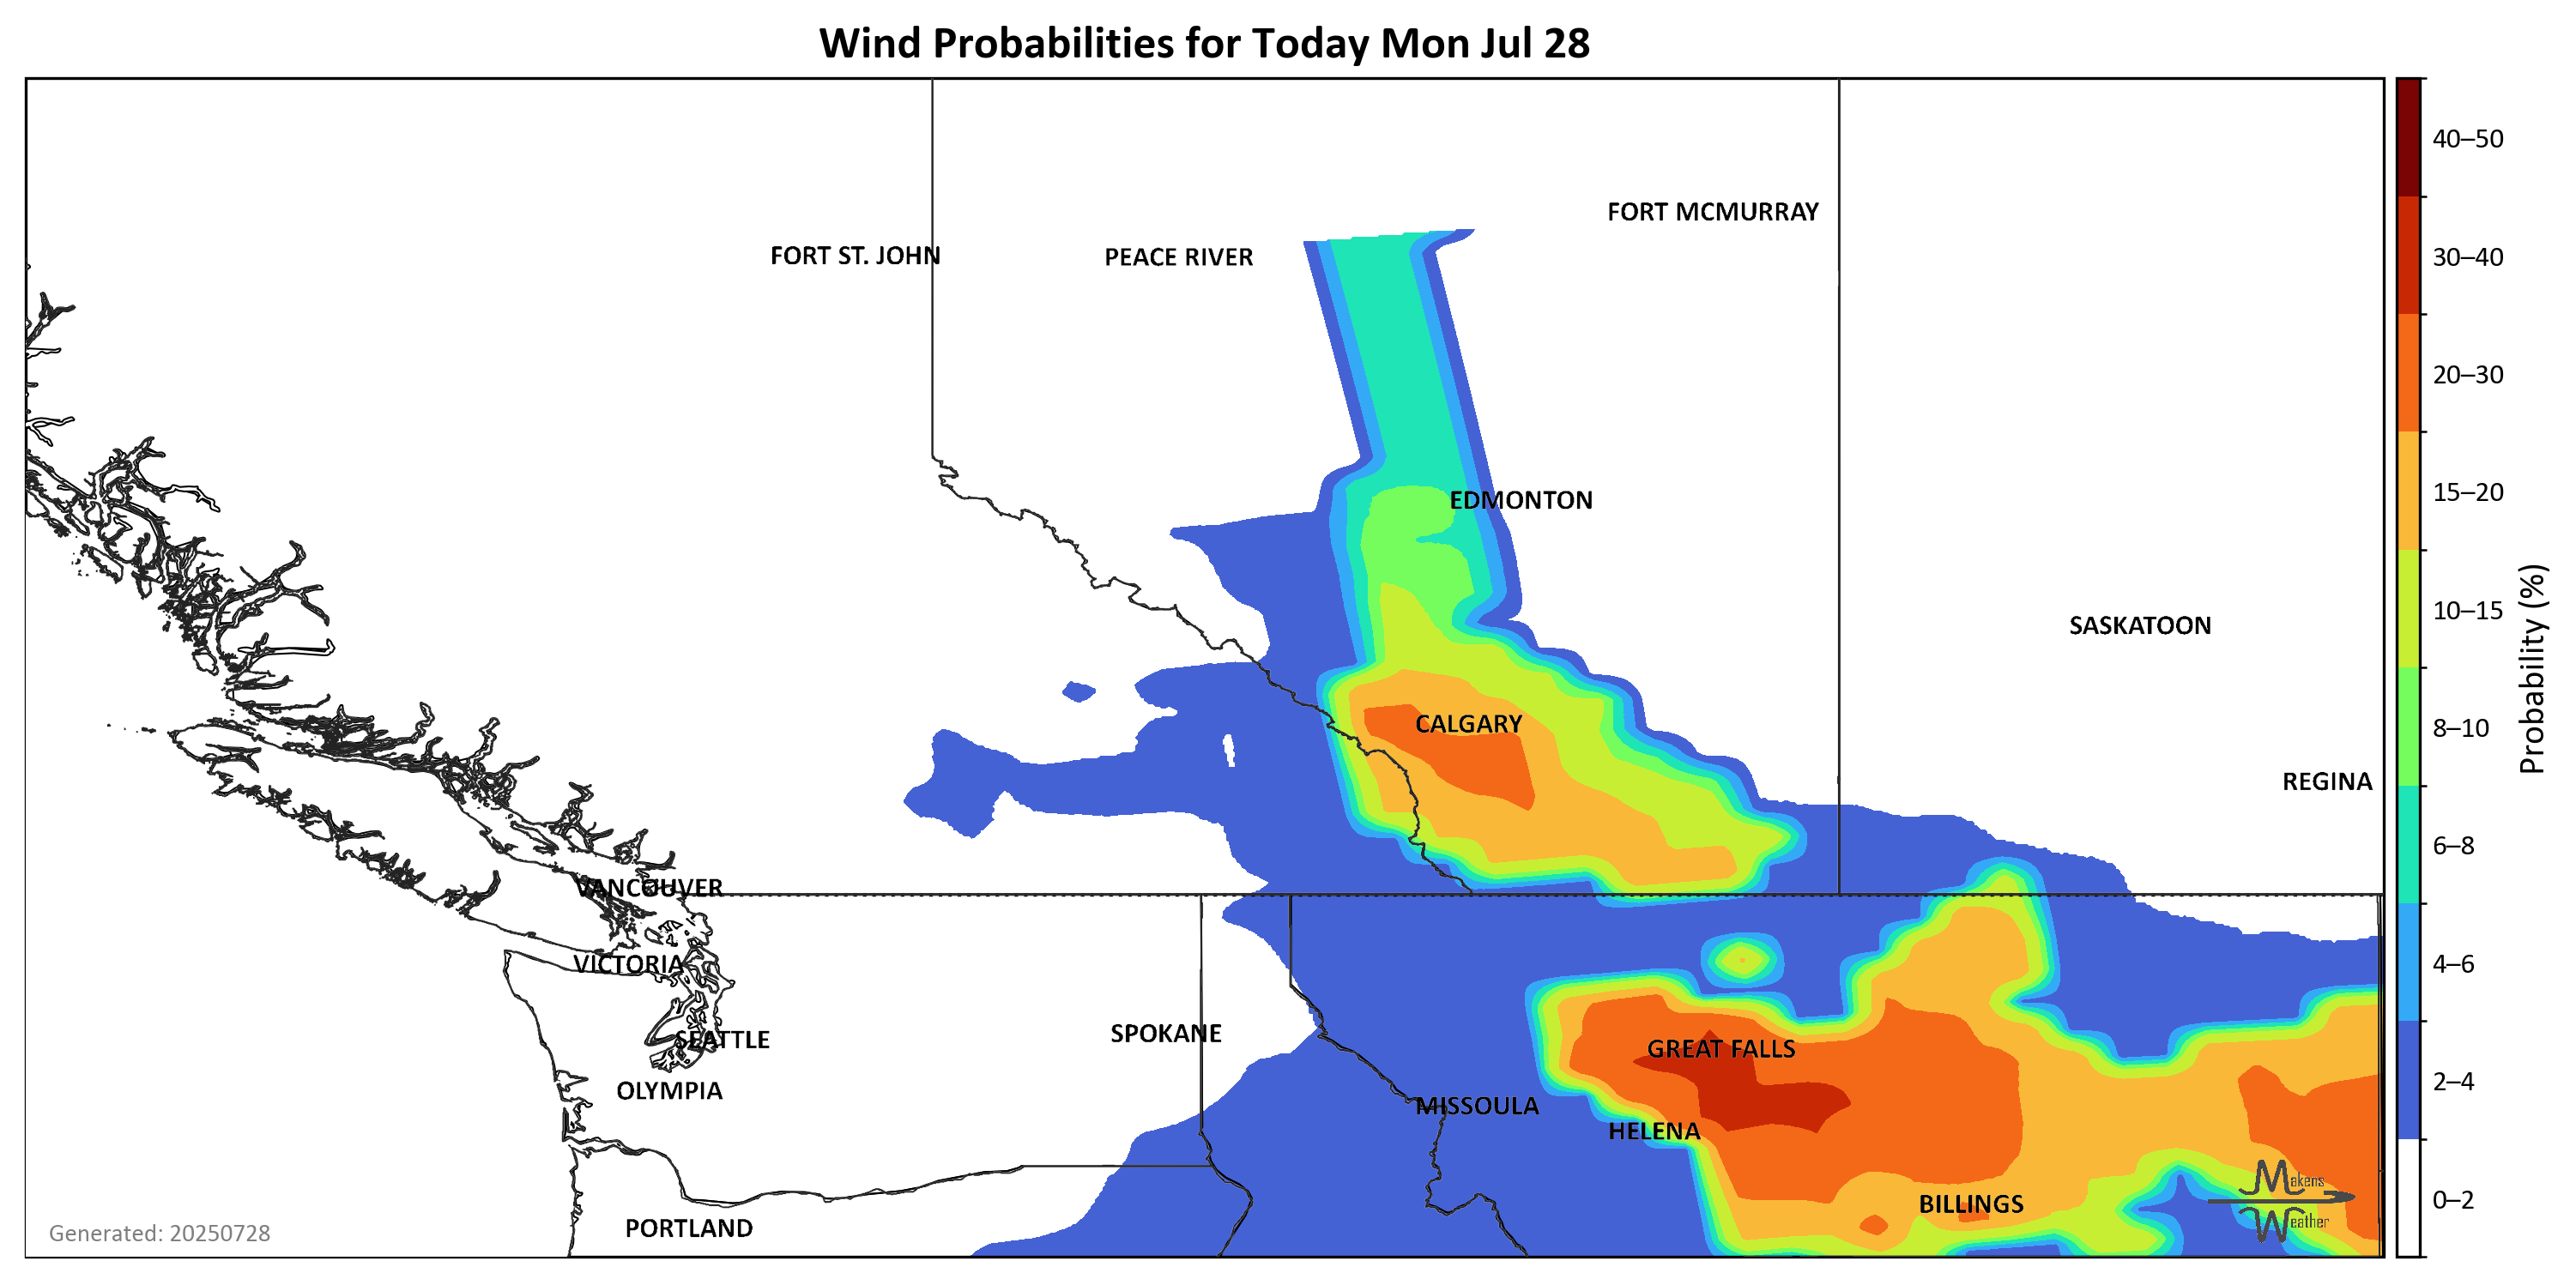 Wind Probabilities for Today Mon Jul 28
40–50
FORT MCMURRAY
FORT ST. JOHN
PEACE RIVER
30–40
20–30
EDMONTON
15–20
SASKATOON
10–15
CALGARY
8–10
REGINA
Probability (%)
6–8
VANCOUVER
VICTORIA
4–6
SPOKANE
SEATTLE
GREAT FALLS
OLYMPIA
MISSOULA
2–4
HELENA
BILLINGS
Makens
Weather
0–2
PORTLAND
Generated: 20250728